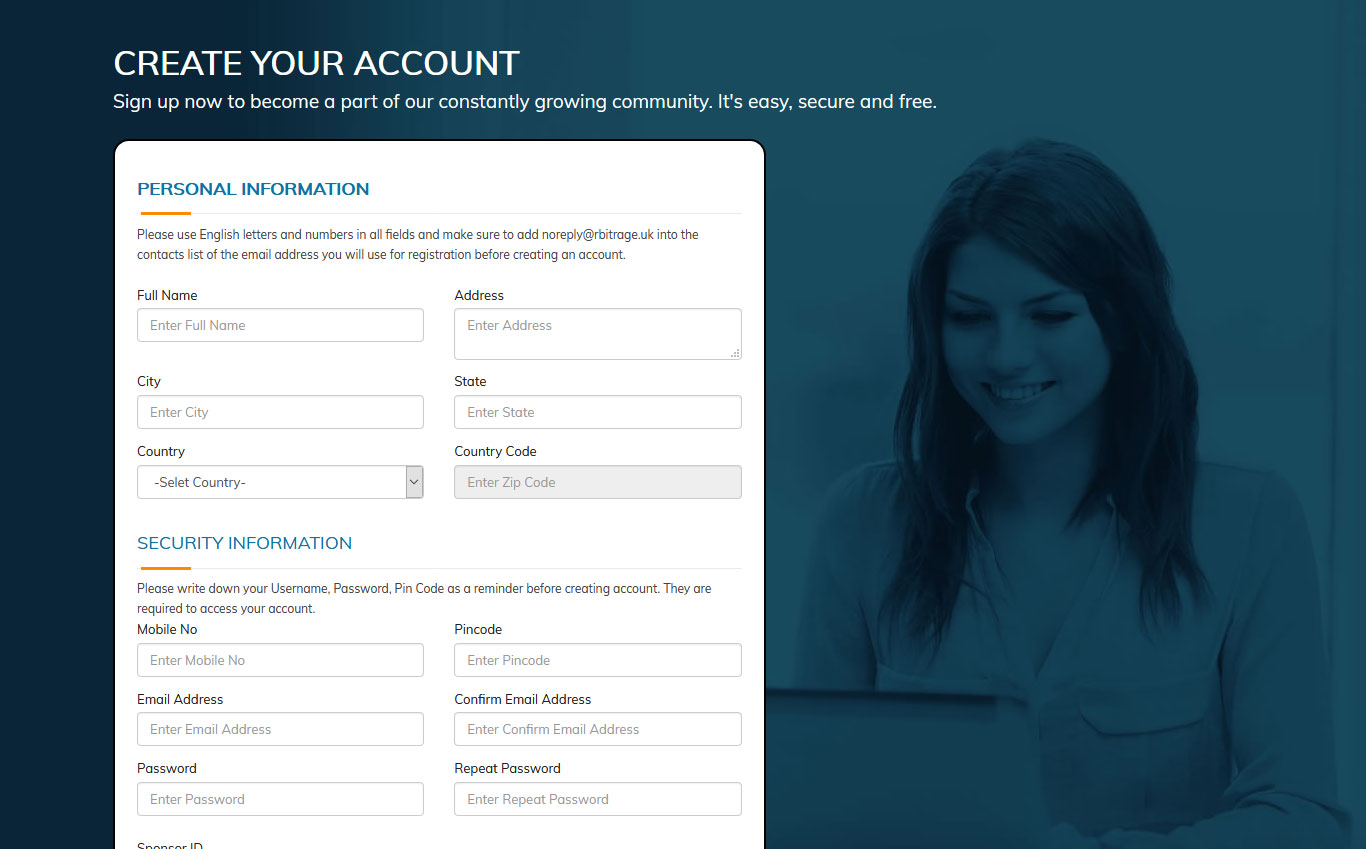 CREATE YOUR ACCOUNT
Sign up now to become a part of our constantly growing community. It's easy, secure and free.
PERSONAL INFORMATION
Please use English letters and numbers in all fields and make sure to add noreply@rbitrage.uk into the
contacts list of the email address you will use for registration before creating an account.
Full Name
Address
Enter Full Name
Enter Address
City
State
Enter City
Enter State
Country
Country Code
-Selet Country-
Enter Zip Code
SECURITY INFORMATION
Please write down your Username, Password, Pin Code as a reminder before creating account. They are
required to access your account.
Mobile No
Pincode
Enter Mobile No
Enter Pincode
Email Address
Confirm Email Address
Enter Email Address
Enter Confirm Email Address
Password
Repeat Password
Enter Password
Enter Repeat Password
Sponsor ID